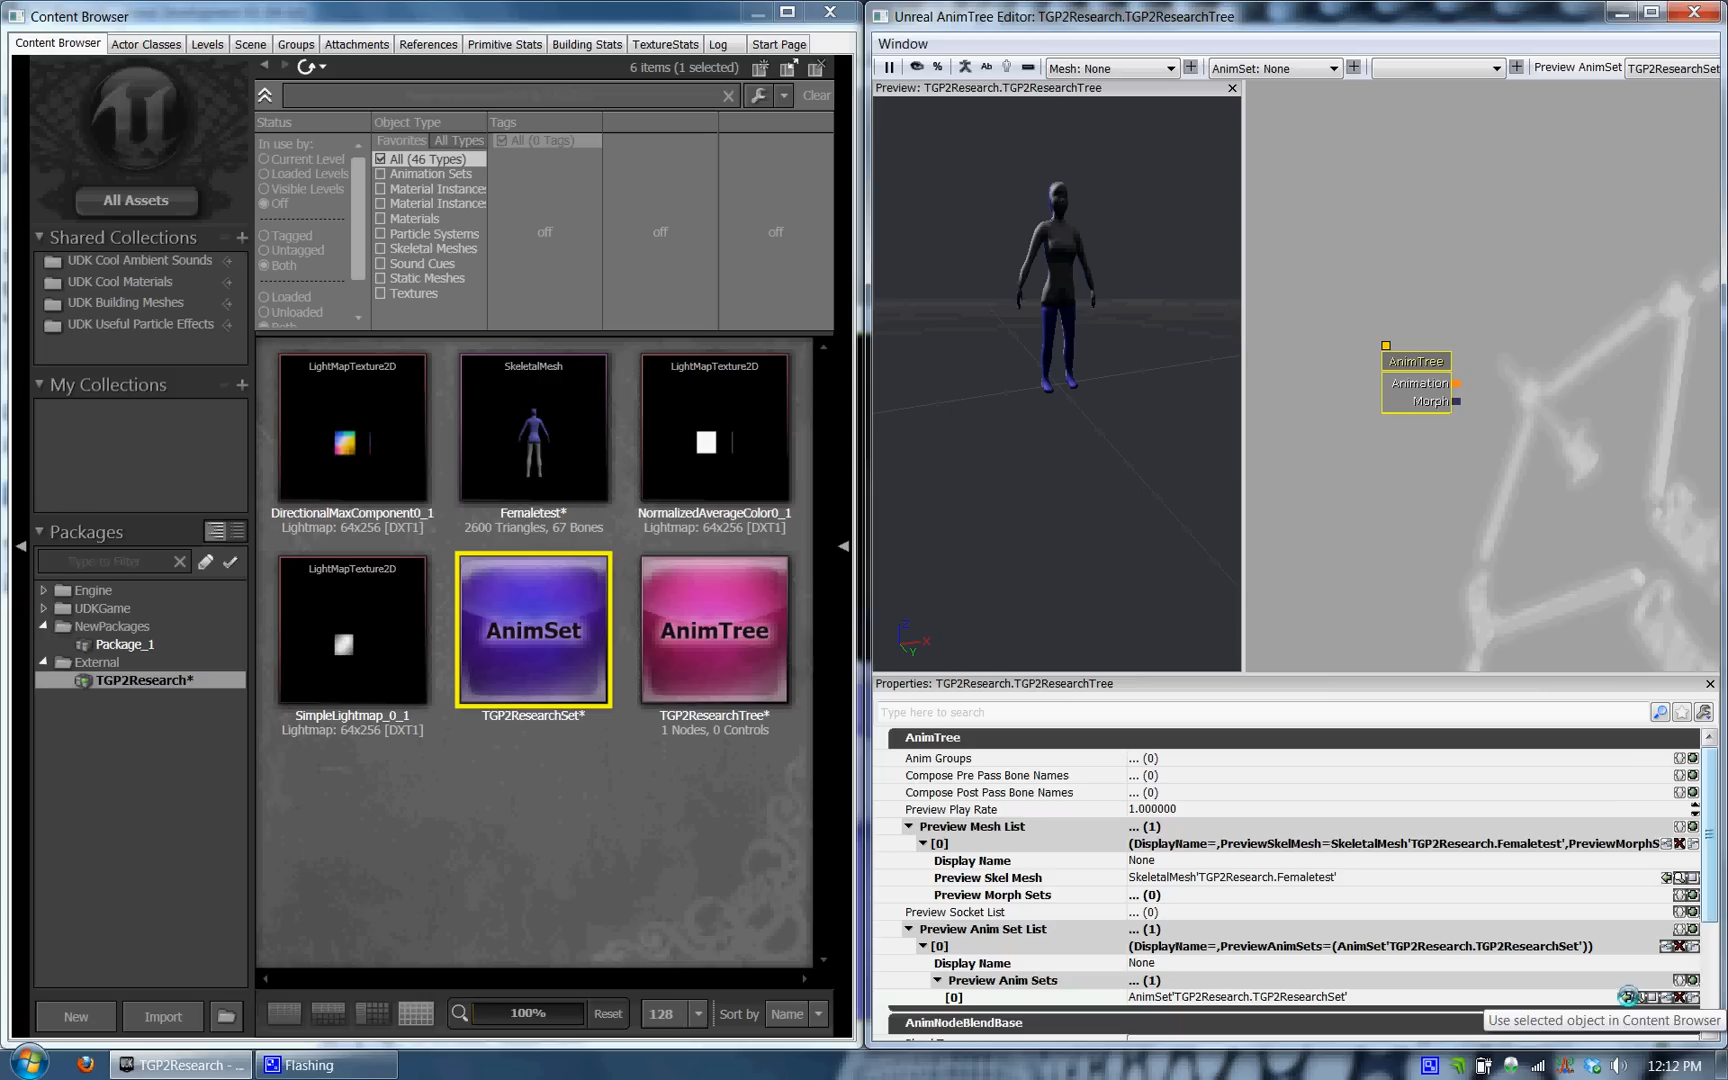 Content Browser
Content Browser Actor Classes Levels Scene Groups Attachments References Primitive Stats Building Stats TextureStats Log Start Page
6 items (1 selected)
Clear
All Assets
Shared Collections
UDK Cool Ambient Sounds
UDK Cool Materials
UDK Building Meshes
UDK Useful Particle Effects
My Collections
Packages
Type to Filter
Engine
UDKGame
NewPackages
Package_1
External
TGP2Research*
New Import
Status
In use by:
Current Level
Loaded Levels
Visible Levels
Off
Tagged
Untagged
Both
Loaded
Unloaded
Both
Object Type
Favorites All Types
All (46 Types)
Animation Sets
Material Instances
Material Instances
Materials
Particle Systems
Skeletal Meshes
Sound Cues
Static Meshes
Textures
Tags
All (0 Tags)
off off off
LightMapTexture2D
DirectionalMaxComponent0_1
Lightmap: 64x256 [DXT1]
SkeletalMesh
Femaletest*
2600 Triangles, 67 Bones
LightMapTexture2D
NormalizedAverageColor0_1
Lightmap: 64x256 [DXT1]
LightMapTexture2D
SimpleLightmap_0_1
Lightmap: 64x256 [DXT1]
AnimSet
TGP2ResearchSet*
AnimTree
TGP2ResearchTree*
1 Nodes, 0 Controls
100% Reset 128 Sort by Name
Unreal AnimTree Editor: TGP2Research.TGP2ResearchTree
Window
% Ab Mesh: None AnimSet: None Preview AnimSet TGP2ResearchSet
Preview: TGP2Research.TGP2ResearchTree
Z X Y
AnimTree
Animation
Morph
Properties: TGP2Research.TGP2ResearchTree
Type here to search
AnimTree
Anim Groups ... (0)
Compose Pre Pass Bone Names ... (0)
Compose Post Pass Bone Names ... (0)
Preview Play Rate 1.000000
Preview Mesh List ... (1)
[0] (DisplayName=,PreviewSkelMesh=SkeletalMesh'TGP2Research.Femaletest',PreviewMorphS
Display Name None
Preview Skel Mesh SkeletalMesh'TGP2Research.Femaletest'
Preview Morph Sets ... (0)
Preview Socket List ... (0)
Preview Anim Set List ... (1)
[0] (DisplayName=,PreviewAnimSets=(AnimSet'TGP2Research.TGP2ResearchSet'))
Display Name None
Preview Anim Sets ... (1)
[0] AnimSet'TGP2Research.TGP2ResearchSet'
AnimNodeBlendBase
Use selected object in Content Browser
TGP2Research - ... Flashing 12:12 PM